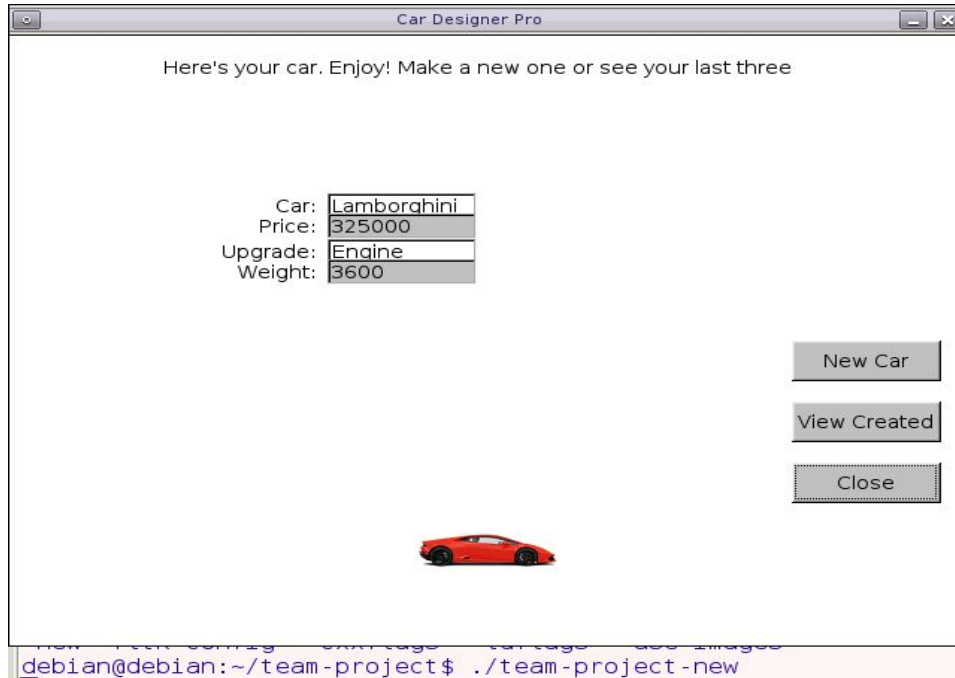 Car Designer Pro
Here's your car. Enjoy! Make a new one or see your last three
Car: Lamborghini
Price: 325000
Upgrade: Engine
Weight: 3600
New Car
View Created
Close
debian@debian:~/team-project$ ./team-project-new